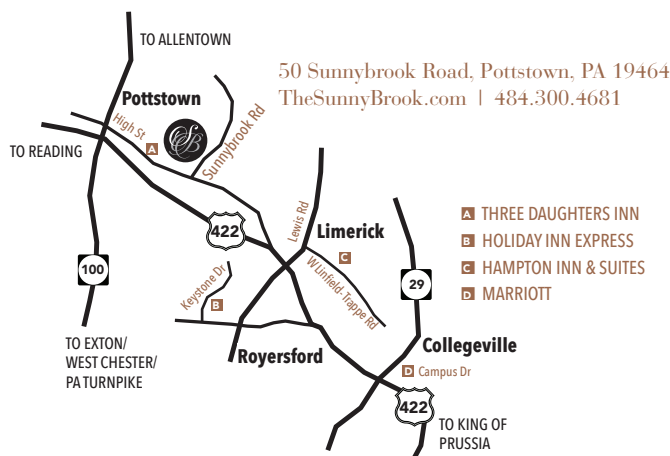 TO ALLENTOWN
50 Sunnybrook Road, Pottstown, PA 19464
TheSunnyBrook.com | 484.300.4681
Pottstown
High St
A
CSB
Sunnybrook Rd
TO READING
422
Lewis Rd
Limerick
C
W Linfield-Trappe Rd
A THREE DAUGHTERS INN
B HOLIDAY INN EXPRESS
C HAMPTON INN & SUITES
D MARRIOTT
100
29
Keystone Dr
B
TO EXTON/
WEST CHESTER/
PA TURNPIKE
Royersford
Collegeville
D Campus Dr
422
TO KING OF
PRUSSIA